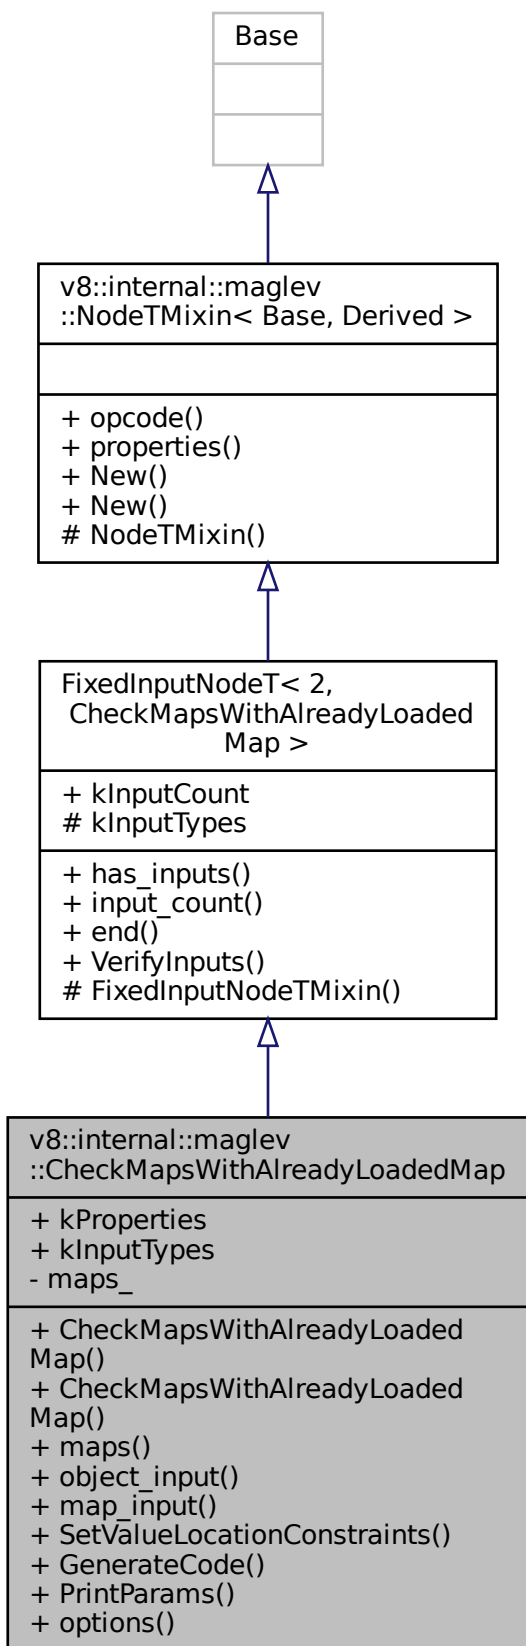 Base
v8::internal::maglev
::NodeTMixin< Base, Derived >
+ opcode()
+ properties()
+ New()
+ New()
# NodeTMixin()
FixedInputNodeT< 2,
CheckMapsWithAlreadyLoaded
Map >
+ kInputCount
# kInputTypes
+ has_inputs()
+ input_count()
+ end()
+ VerifyInputs()
# FixedInputNodeTMixin()
v8::internal::maglev
::CheckMapsWithAlreadyLoadedMap
+ kProperties
+ kInputTypes
- maps_
+ CheckMapsWithAlreadyLoaded
Map()
+ CheckMapsWithAlreadyLoaded
Map()
+ maps()
+ object_input()
+ map_input()
+ SetValueLocationConstraints()
+ GenerateCode()
+ PrintParams()
+ options()